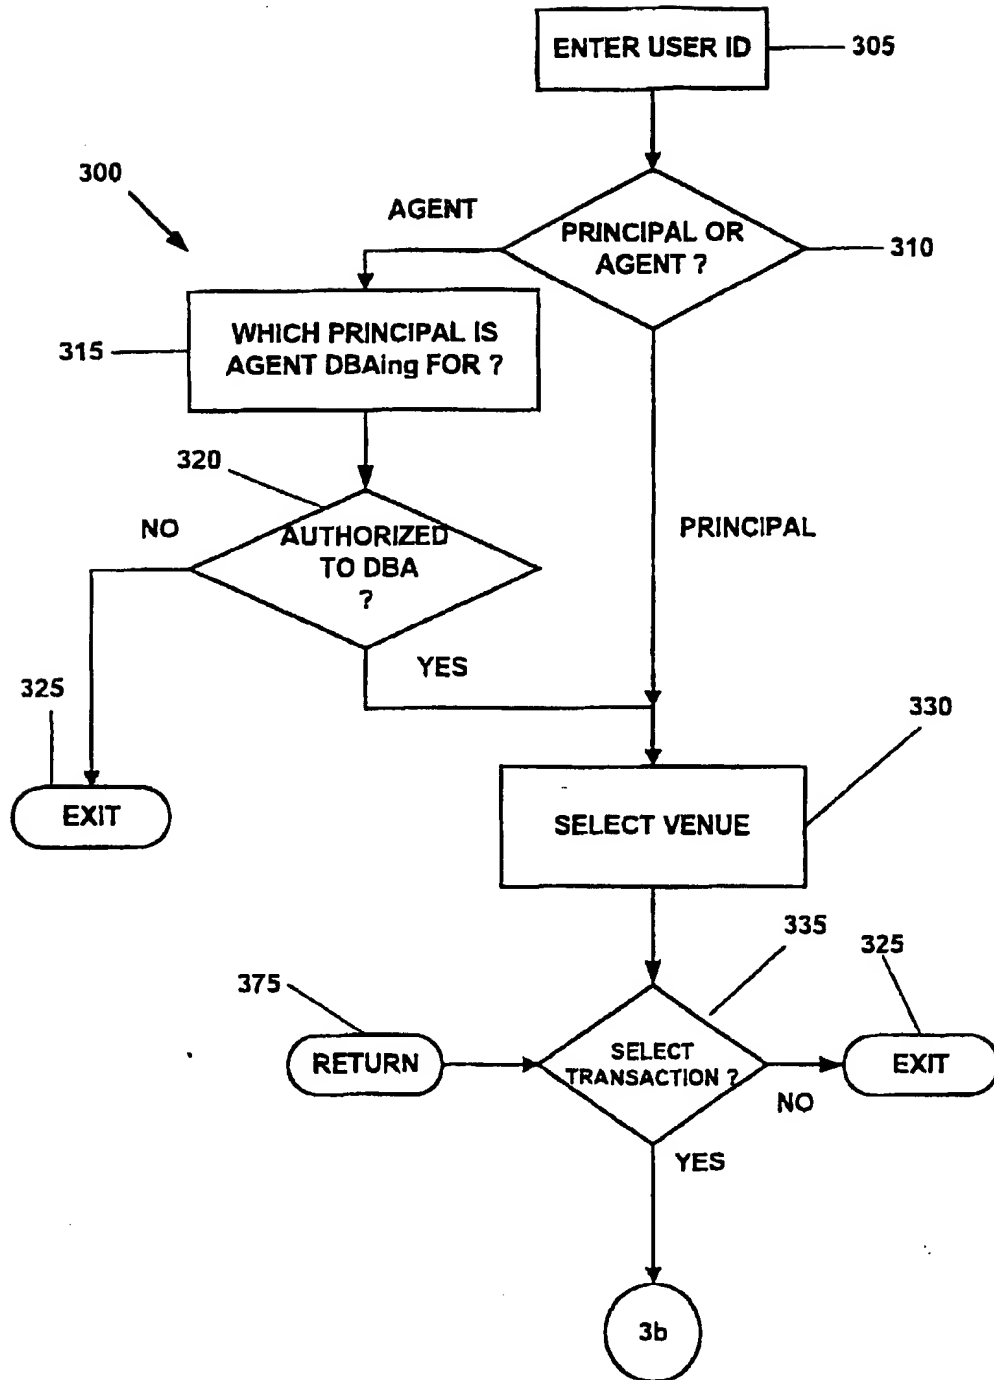 ENTER USER ID
305
300
AGENT
PRINCIPAL OR
AGENT ?
310
315
WHICH PRINCIPAL IS
AGENT DBAing FOR ?
320
NO
AUTHORIZED
TO DBA
?
PRINCIPAL
YES
325
EXIT
330
SELECT VENUE
335
325
375
RETURN
SELECT
TRANSACTION ?
EXIT
NO
YES
3b